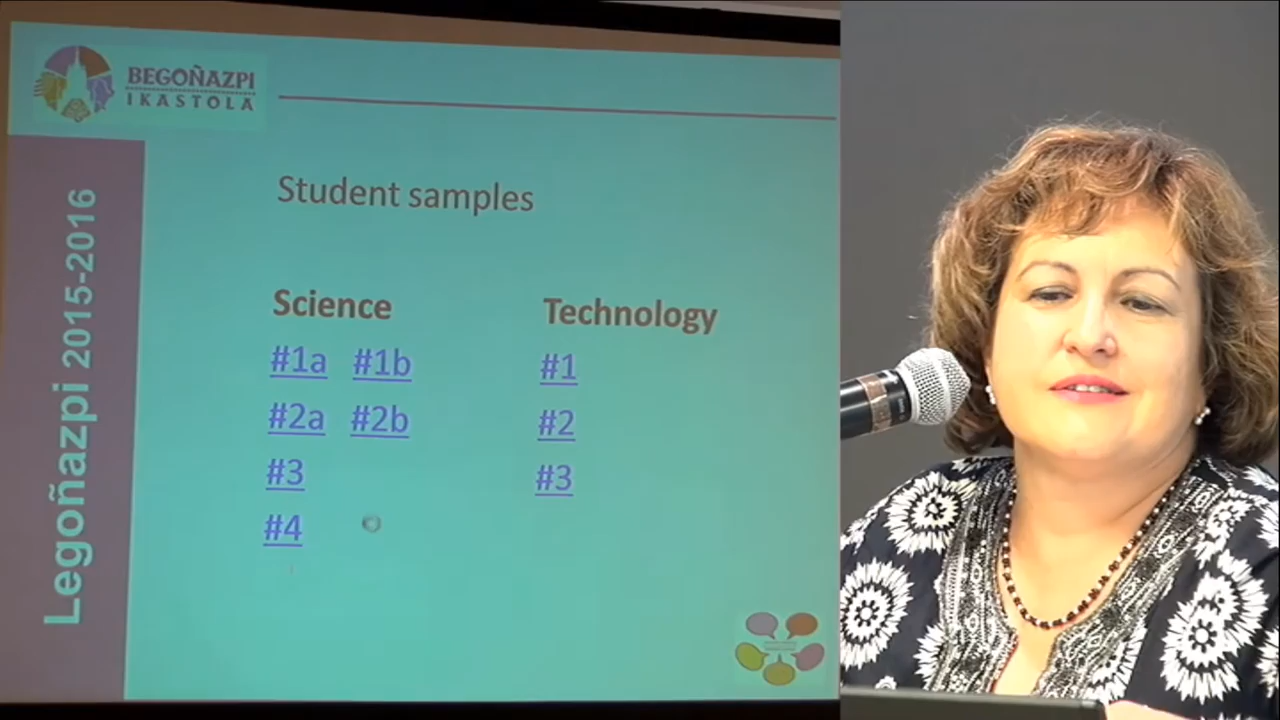 BEGOÑAZPI
IKASTOLA
Legoñazpi 2015-2016
Student samples
Science
#1a #1b
#2a #2b
#3
#4
Technology
#1
#2
#3